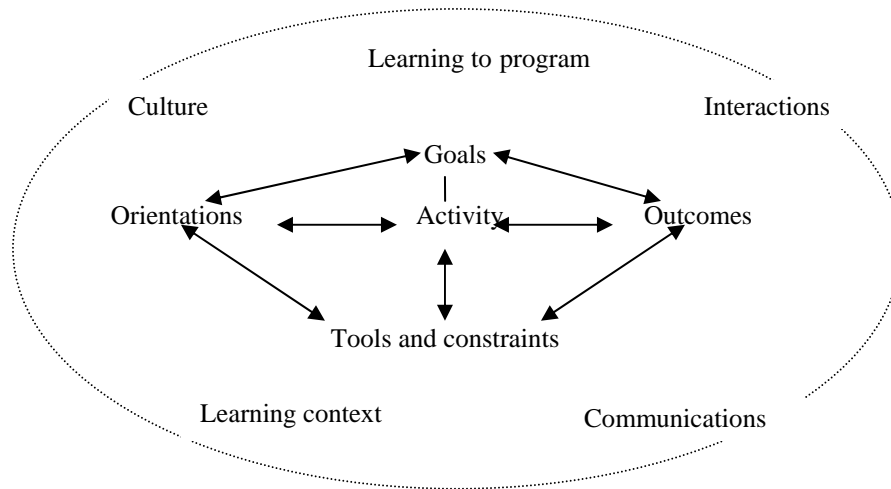 Learning to program
Culture
Interactions
Goals
Orientations
Activity
Outcomes
Tools and constraints
Learning context
Communications